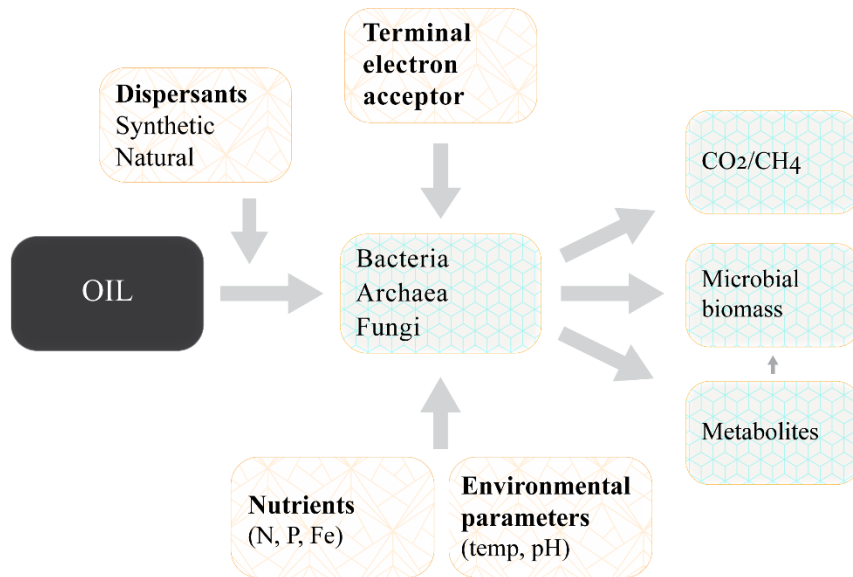 Terminal
electron
acceptor
Dispersants
Synthetic
Natural
CO2/CH4
OIL
Bacteria
Archaea
Fungi
Microbial
biomass
Metabolites
Nutrients
(N, P, Fe)
Environmental
parameters
(temp, pH)